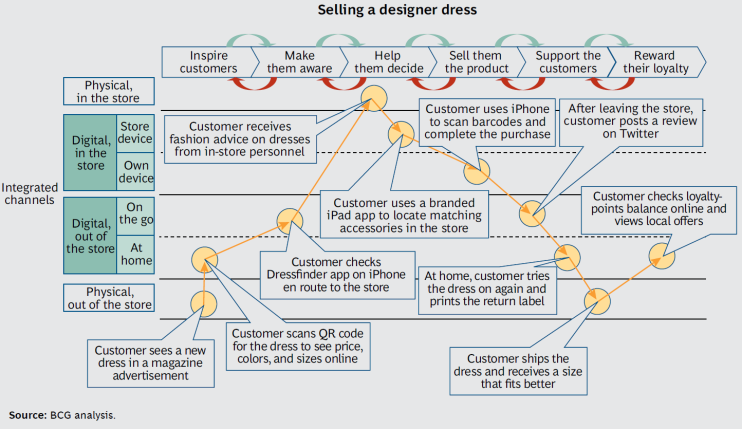 Selling a designer dress
Inspire
customers
Make
them aware
Help
them decide
Sell them
the product
Support the
customers
Reward
their loyalty
Integrated
channels
Physical,
in the store
Digital,
in the
store
Store
device
Own
device
Digital,
out of
the store
On
the go
At
home
Physical,
out of the store
Customer receives
fashion advice on dresses
from in-store personnel
Customer uses iPhone
to scan barcodes and
complete the purchase
After leaving the store,
customer posts a review
on Twitter
Customer uses a branded
iPad app to locate matching
accessories in the store
Customer checks loyalty-
points balance online and
views local offers
Customer checks
Dressfinder app on iPhone
en route to the store
At home, customer tries
the dress on again and
prints the return label
Customer sees a new
dress in a magazine
advertisement
Customer scans QR code
for the dress to see price,
colors, and sizes online
Customer ships the
dress and receives a size
that fits better
Source: BCG analysis.